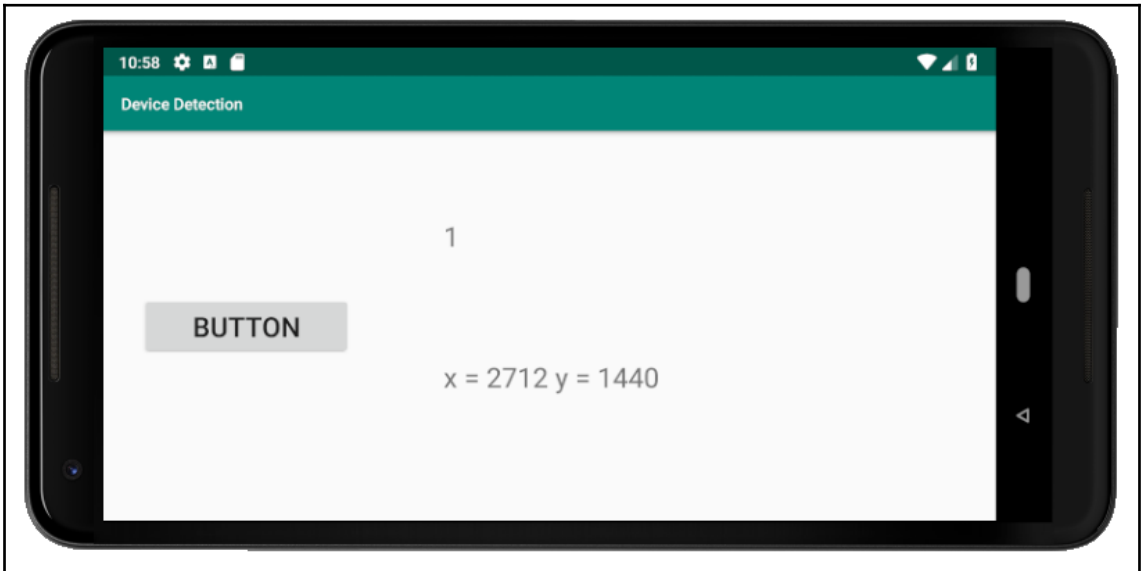 10:58
Device Detection
1
BUTTON
x = 2712 y = 1440